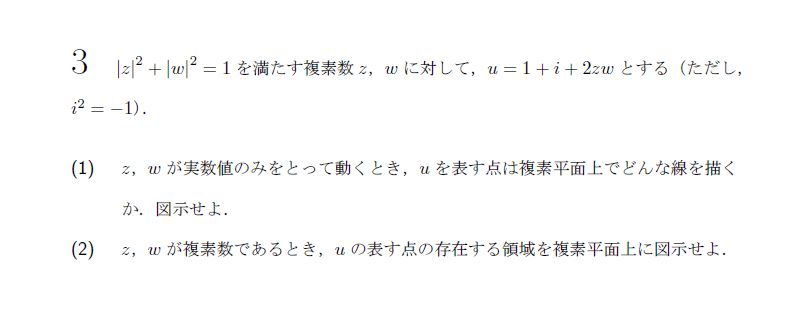 3 |z|² + |w|² = 1 を満たす複素数 z，w に対して，u = 1 + i + 2zw とする（ただし，
i² = −1）．
(1) z，w が実数値のみをとって動くとき，u を表す点は複素平面上でどんな線を描く
か．図示せよ．
(2) z，w が複素数であるとき，u の表す点の存在する領域を複素平面上に図示せよ．